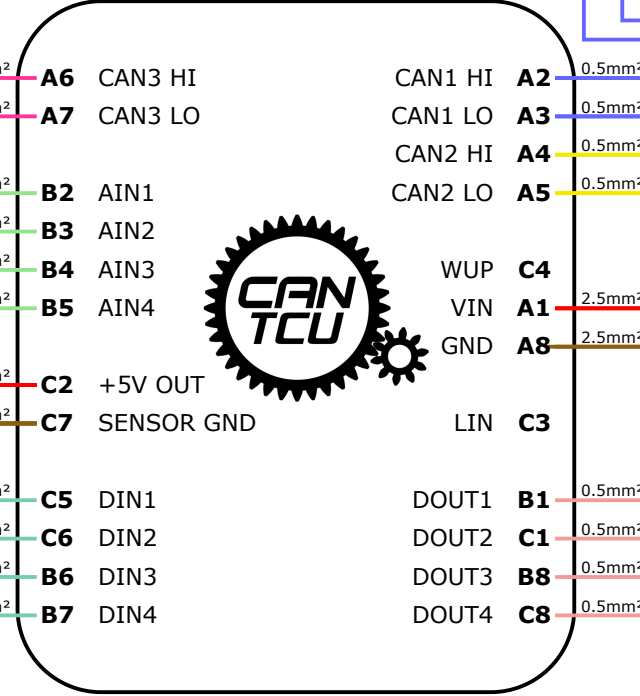 A6 CAN3 HI CAN1 HI A2 0.5mm²
A7 CAN3 LO CAN1 LO A3 0.5mm²
CAN2 HI A4 0.5mm²
B2 AIN1 CAN2 LO A5 0.5mm²
B3 AIN2
B4 AIN3 WUP C4
B5 AIN4 VIN A1 2.5mm²
CAN
TCU
GND A8 2.5mm²
C2 +5V OUT
C7 SENSOR GND LIN C3
C5 DIN1 DOUT1 B1 0.5mm²
C6 DIN2 DOUT2 C1 0.5mm²
B6 DIN3 DOUT3 B8 0.5mm²
B7 DIN4 DOUT4 C8 0.5mm²